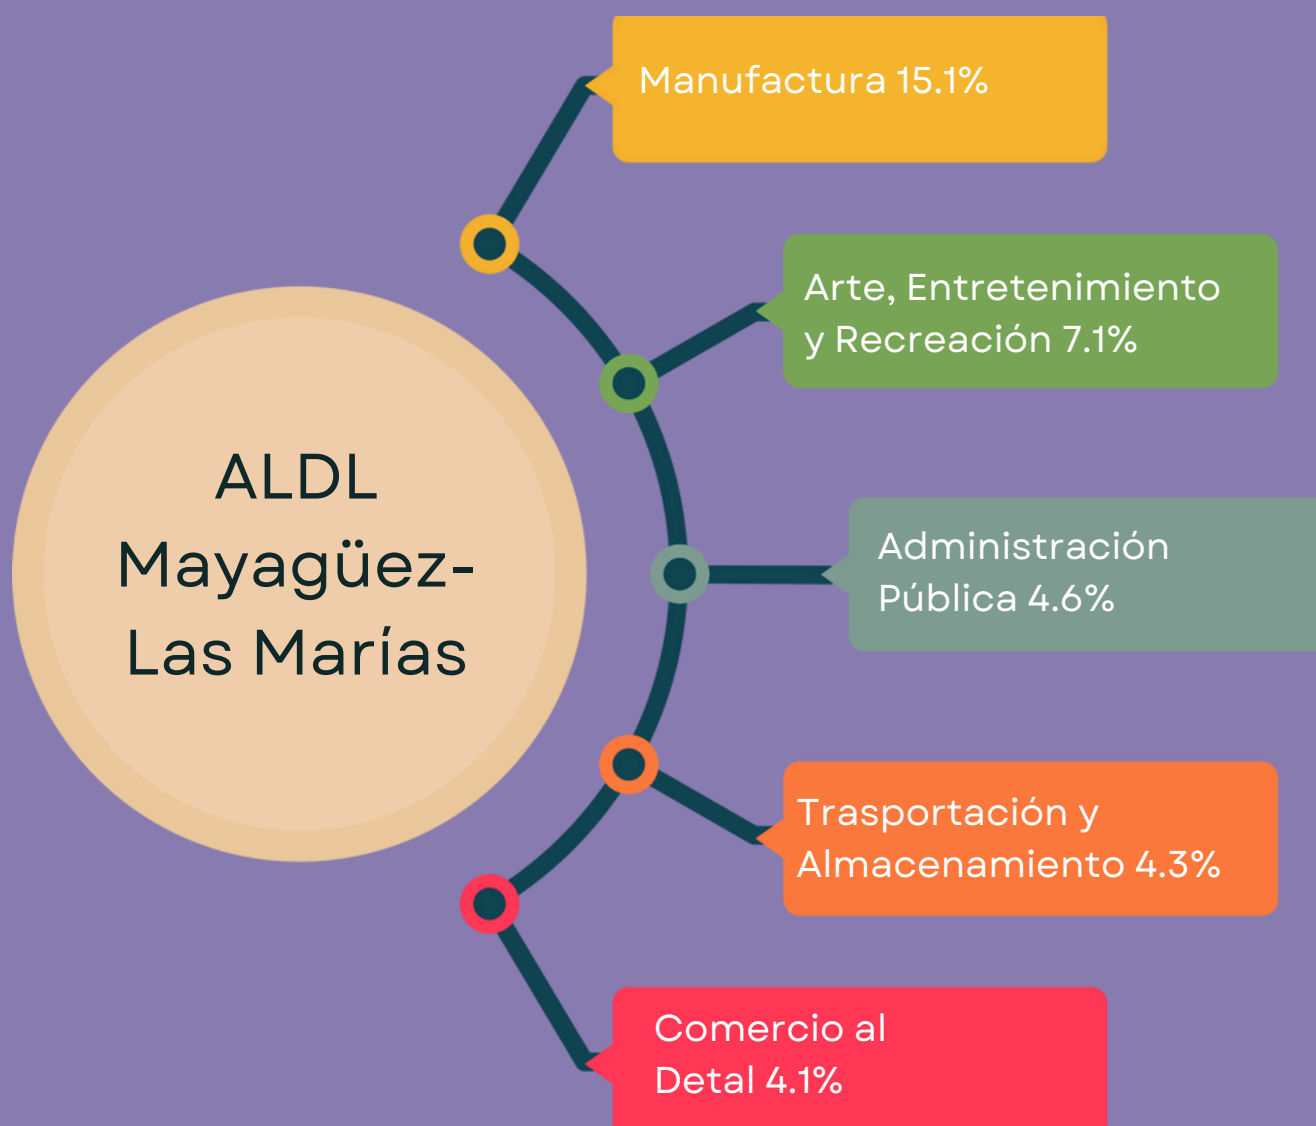 Manufactura 15.1%
Arte, Entretenimiento
y Recreación 7.1%
ALDL
Mayagüez-
Las Marías
Administración
Pública 4.6%
Trasportación y
Almacenamiento 4.3%
Comercio al
Detal 4.1%